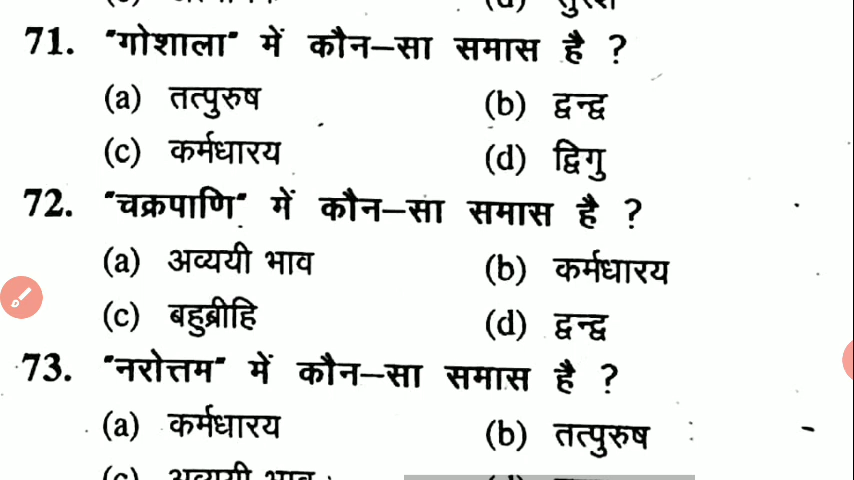 71. "गोशाला" में कौन–सा समास है ?
(a) तत्पुरुष (b) द्वन्द्व
(c) कर्मधारय (d) द्विगु
72. "चक्रपाणि" में कौन–सा समास है ?
(a) अव्ययी भाव (b) कर्मधारय
(c) बहुब्रीहि (d) द्वन्द्व
73. "नरोत्तम" में कौन–सा समास है ?
(a) कर्मधारय (b) तत्पुरुष